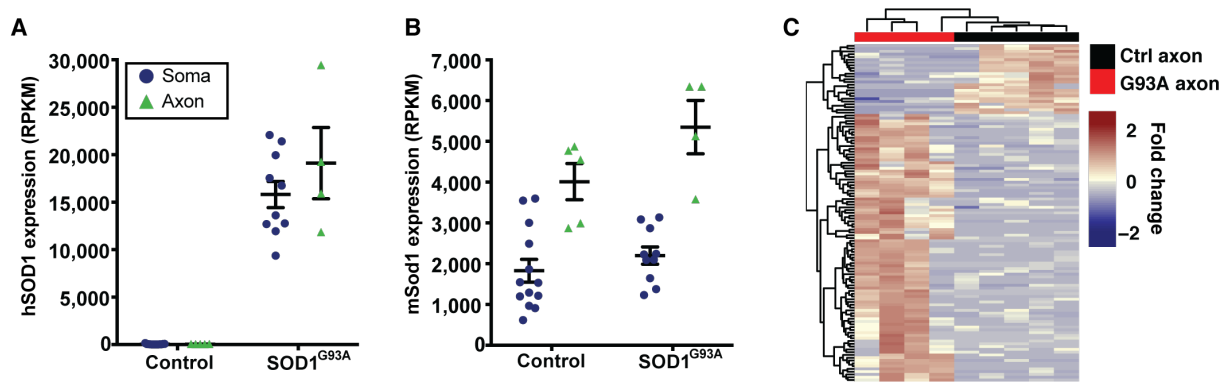 A
hSOD1 expression (RPKM)
30,000
25,000
20,000
15,000
10,000
5,000
0
Soma
Axon
Control
SOD1G93A
B
mSod1 expression (RPKM)
7,000
6,000
5,000
4,000
3,000
2,000
1,000
0
Control
SOD1G93A
C
Ctrl axon
G93A axon
2
0
−2
Fold change